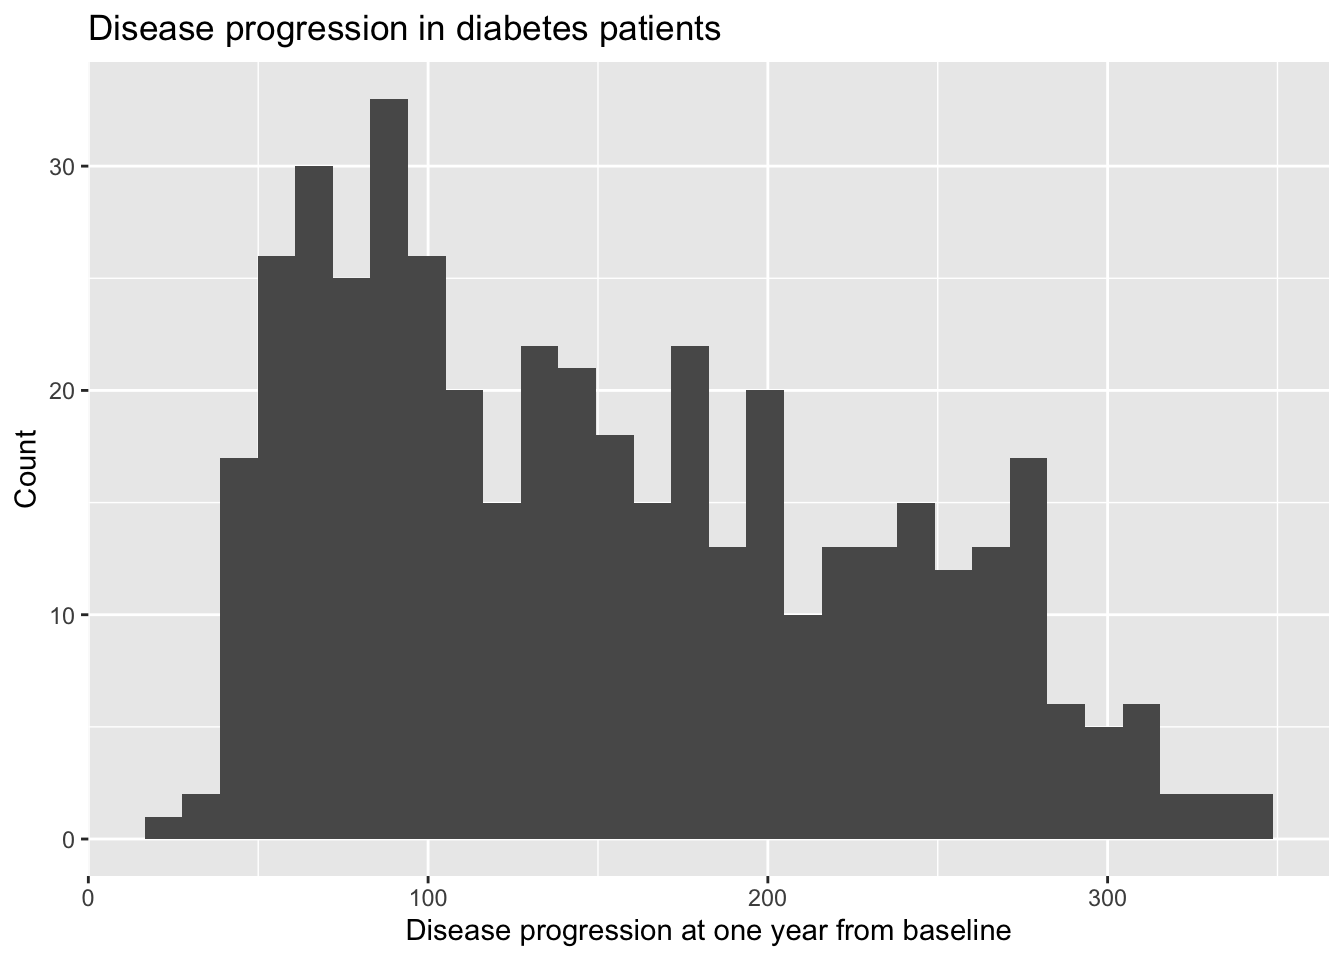 Disease progression in diabetes patients
30
20
10
0
Count
0 100 200 300
Disease progression at one year from baseline